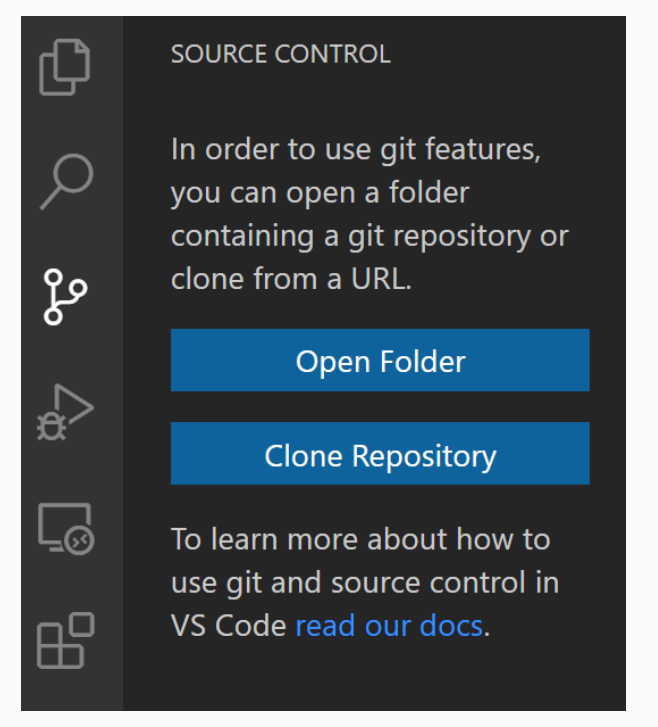 SOURCE CONTROL
In order to use git features,
you can open a folder
containing a git repository or
clone from a URL.
Open Folder
Clone Repository
To learn more about how to
use git and source control in
VS Code read our docs.